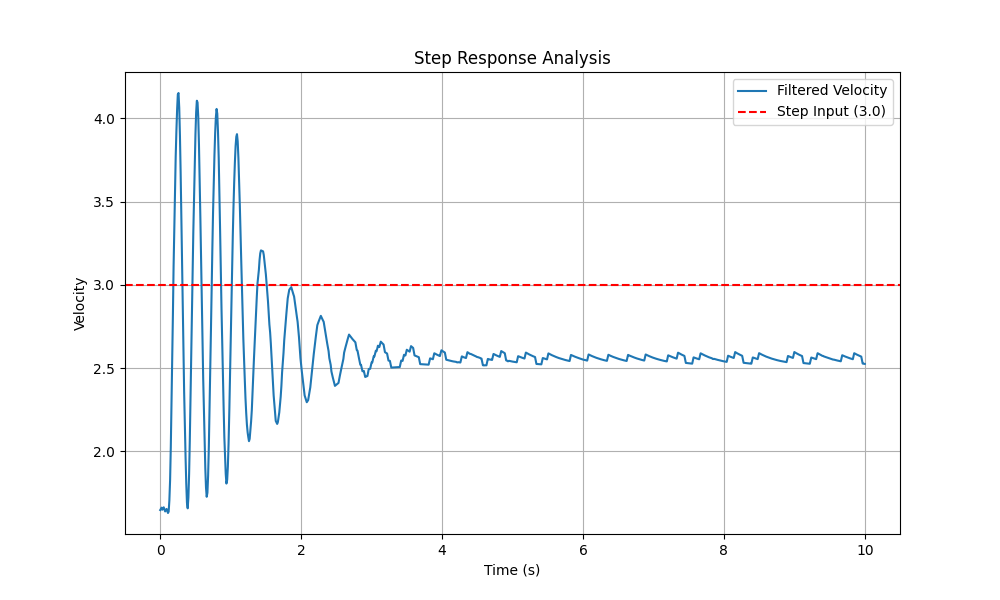 Step Response Analysis
Filtered Velocity
Step Input (3.0)
4.0
3.5
3.0
2.5
2.0
Velocity
0 2 4 6 8 10
Time (s)